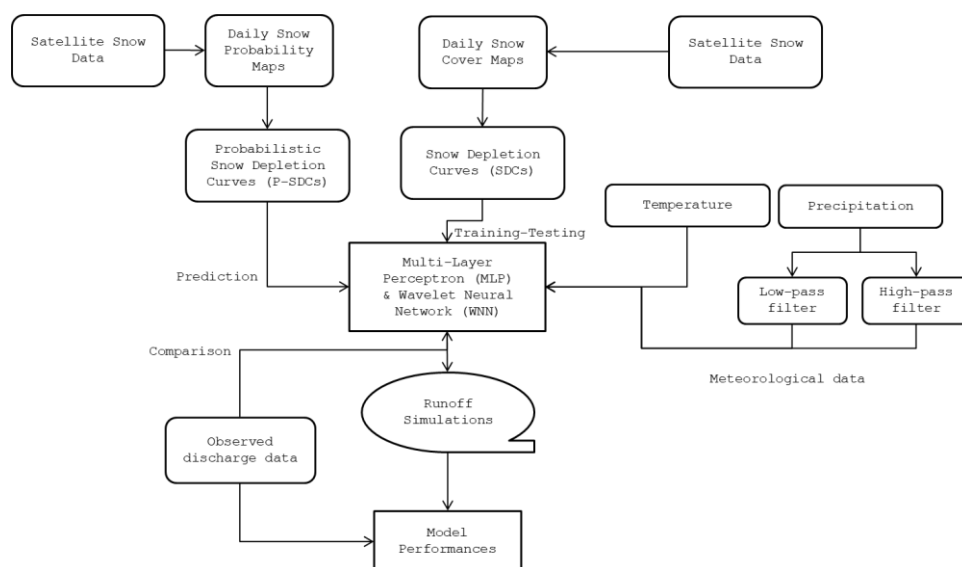 Satellite Snow
Data
Daily Snow
Probability
Maps
Daily Snow
Cover Maps
Satellite Snow
Data
Probabilistic
Snow Depletion
Curves (P-SDCs)
Snow Depletion
Curves (SDCs)
Temperature
Precipitation
Training-Testing
Prediction
Multi-Layer
Perceptron (MLP)
& Wavelet Neural
Network (WNN)
Low-pass
filter
High-pass
filter
Comparison
Meteorological data
Runoff
Simulations
Observed
discharge data
Model
Performances